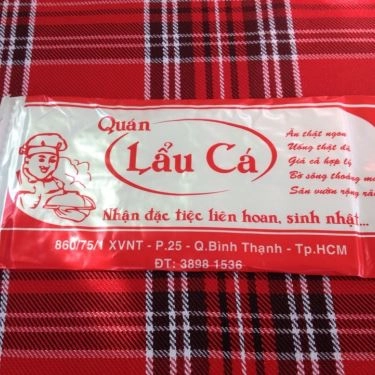 Quán
Lẩu Cá
Ăn thật ngon
Uống thật đã
Giá cả hợp lý
Bờ sông thoáng mát
Sân vườn rộng rãi
Nhận đặc tiệc liên hoan, sinh nhật...
860/75/1 XVNT - P.25 - Q.Bình Thạnh - Tp.HCM
ĐT: 3898 1536